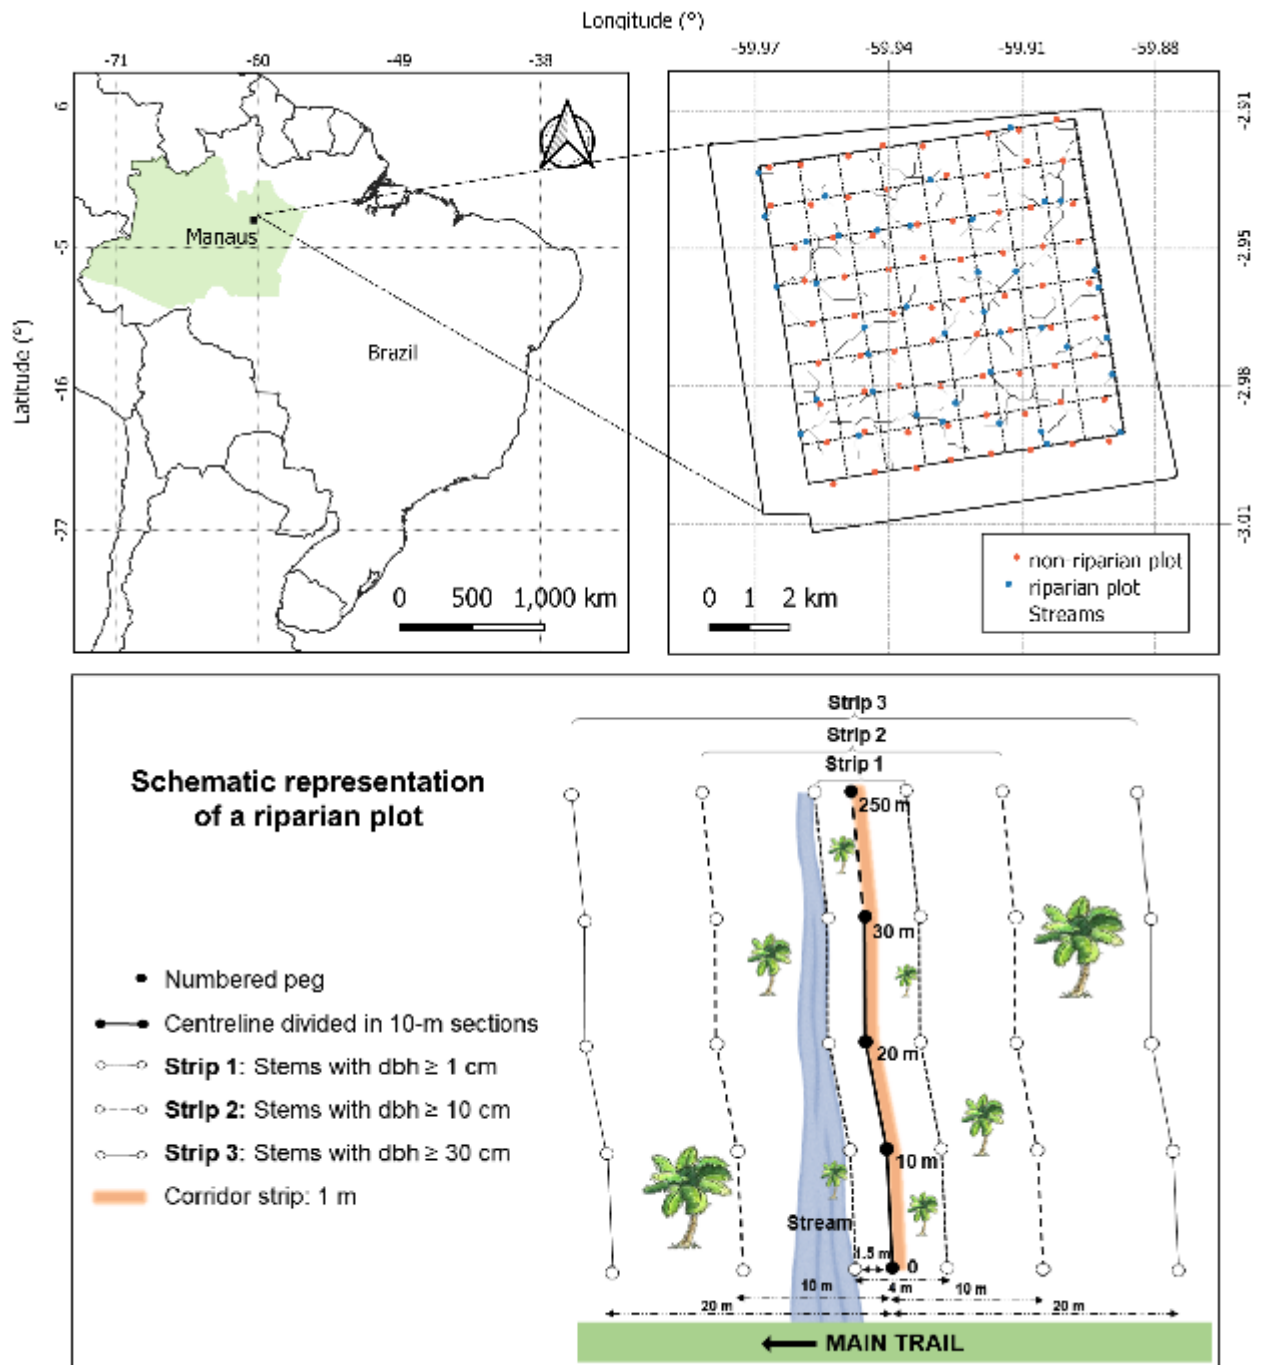 Longitude (°)
-71
-60
-49
-38
-59.97
-59.94
-59.91
-59.88
Latitude (°)
6
-5
-16
-27
Manaus
Brazil
0 500 1,000 km
-2.91
-2.95
-2.98
-3.01
non-riparian plot
riparian plot
Streams
0 1 2 km
Schematic representation
of a riparian plot
Numbered peg
Centreline divided in 10-m sections
Strip 1: Stems with dbh ≥ 1 cm
Strip 2: Stems with dbh ≥ 10 cm
Strip 3: Stems with dbh ≥ 30 cm
Corridor strip: 1 m
Strip 3
Strip 2
Strip 1
250 m
30 m
20 m
10 m
Stream
1.5 m
0
4 m
10 m
10 m
20 m
20 m
MAIN TRAIL